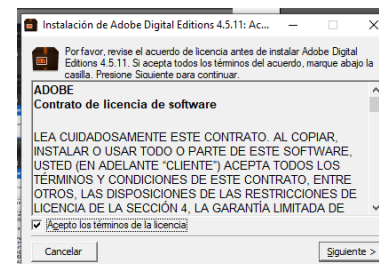 Instalación de Adobe Digital Editions 4.5.11: Ac...
Por favor, revise el acuerdo de licencia antes de instalar Adobe Digital
Editions 4.5.11. Si acepta todos los términos del acuerdo, marque abajo la
casilla. Presione Siguiente para continuar.
ADOBE
Contrato de licencia de software
LEA CUIDADOSAMENTE ESTE CONTRATO. AL COPIAR,
INSTALAR O USAR TODO O PARTE DE ESTE SOFTWARE,
USTED (EN ADELANTE “CLIENTE”) ACEPTA TODOS LOS
TÉRMINOS Y CONDICIONES DE ESTE CONTRATO, ENTRE
OTROS, LAS DISPOSICIONES DE LAS RESTRICCIONES DE
LICENCIA DE LA SECCIÓN 4, LA GARANTÍA LIMITADA DE
Acepto los términos de la licencia
Cancelar
Siguiente >